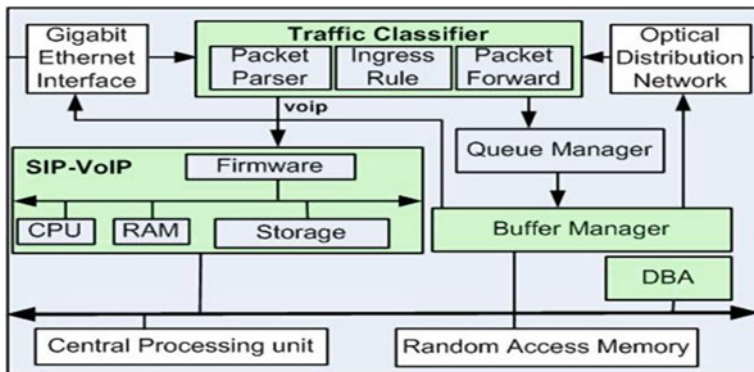 Gigabit
Ethernet
Interface
Traffic Classifier
Packet
Parser
Ingress
Rule
Packet
Forward
Optical
Distribution
Network
voip
SIP-VoIP
Firmware
CPU
RAM
Storage
Queue Manager
Buffer Manager
DBA
Central Processing unit
Random Access Memory